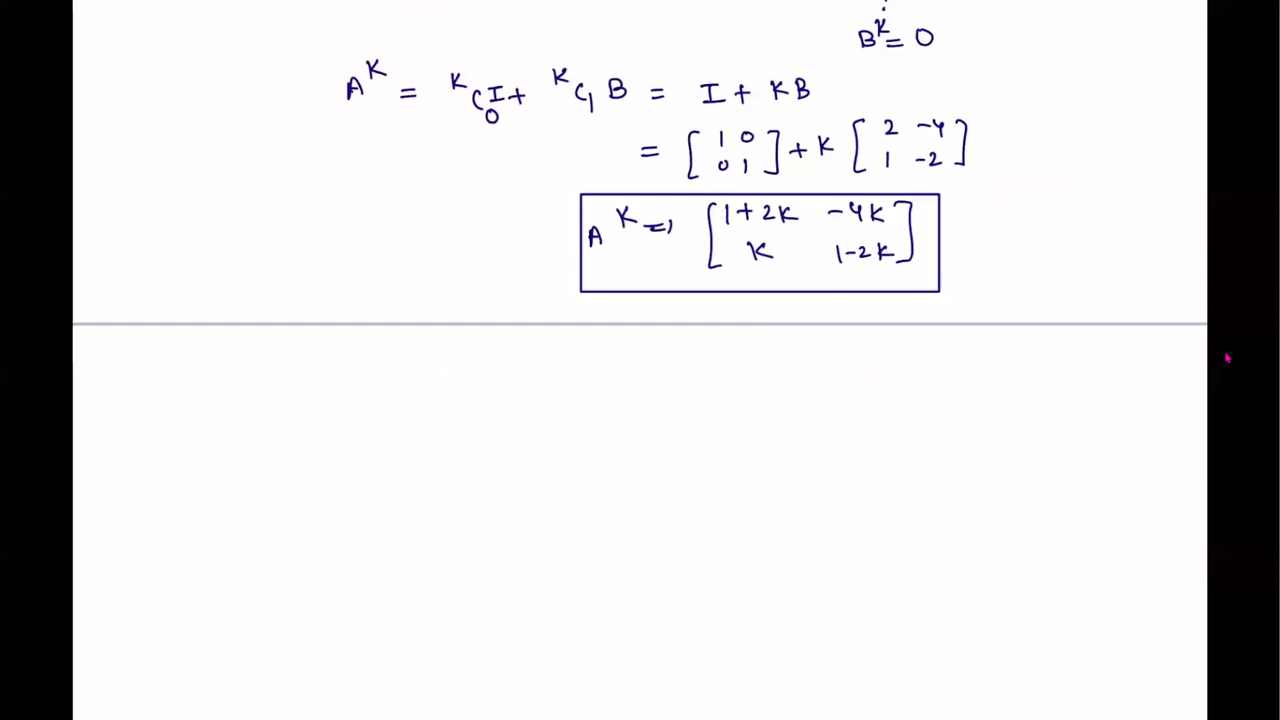 B^K = 0
A^K = ^KC_0 I + ^KC_1 B = I + KB
= [1 0; 0 1] + K [2 -4; 1 -2]
A^K = [1+2K -4K; K 1-2K]